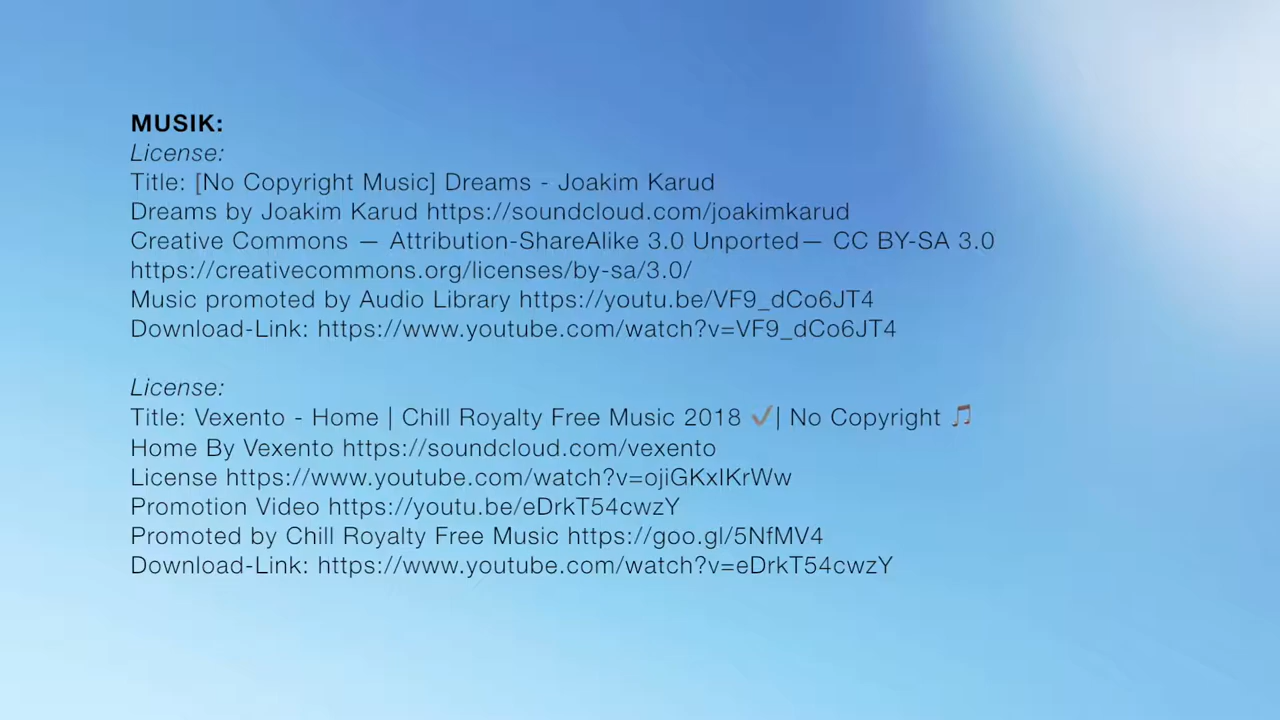 MUSIK:
License:
Title: [No Copyright Music] Dreams - Joakim Karud
Dreams by Joakim Karud https://soundcloud.com/joakimkarud
Creative Commons — Attribution-ShareAlike 3.0 Unported— CC BY-SA 3.0
https://creativecommons.org/licenses/by-sa/3.0/
Music promoted by Audio Library https://youtu.be/VF9_dCo6JT4
Download-Link: https://www.youtube.com/watch?v=VF9_dCo6JT4
License:
Title: Vexento - Home | Chill Royalty Free Music 2018 ✔| No Copyright 🎵
Home By Vexento https://soundcloud.com/vexento
License https://www.youtube.com/watch?v=ojiGKxIKrWw
Promotion Video https://youtu.be/eDrkT54cwzY
Promoted by Chill Royalty Free Music https://goo.gl/5NfMV4
Download-Link: https://www.youtube.com/watch?v=eDrkT54cwzY